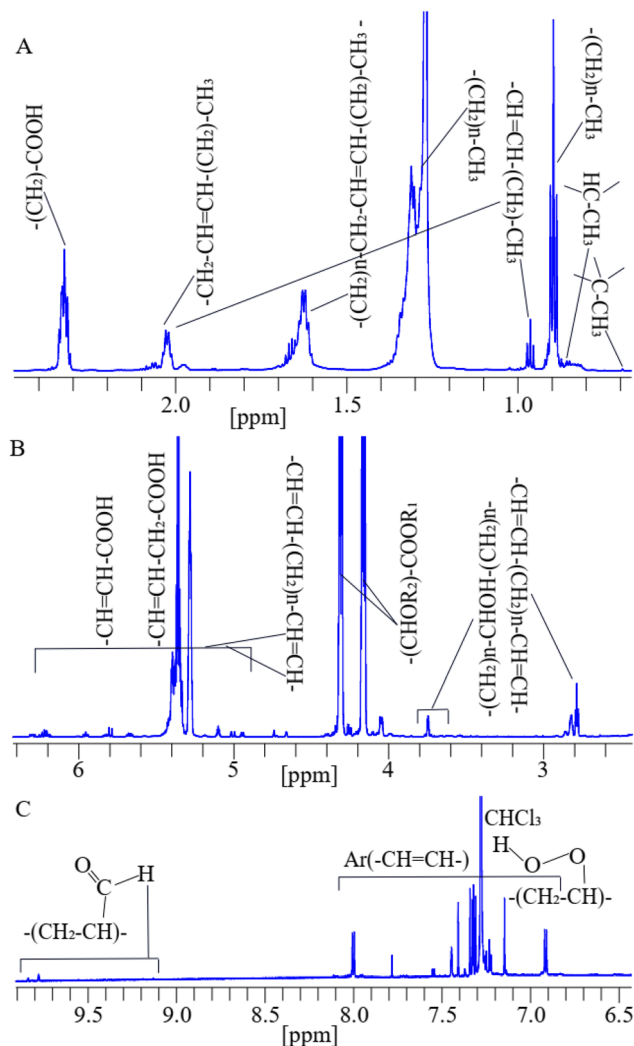 A
-(CH₂)-COOH
-CH₂-CH=CH-(CH₂)-CH₃
-(CH₂)n-CH₂-CH=CH-(CH₂)-CH₃ -
-(CH₂)n-CH₃
-CH=CH-(CH₂)-CH₃
-(CH₂)n-CH₃
HC-CH₃
C-CH₃
2.0 1.5 1.0
[ppm]
B
-CH=CH-COOH
-CH=CH-CH₂-COOH
-CH=CH-(CH₂)n-CH=CH-
-(CHOR₂)-COOR₁
-(CH₂)n-CHOH-(CH₂)n-
-CH=CH-(CH₂)n-CH=CH-
6 5 4 3
[ppm]
C
O
C
H
-(CH₂-CH)-
Ar(-CH=CH-)
CHCl₃
H
O
O
-(CH₂-CH)-
9.5 9.0 8.0 8.0 7.5 7.0 6.5
[ppm]